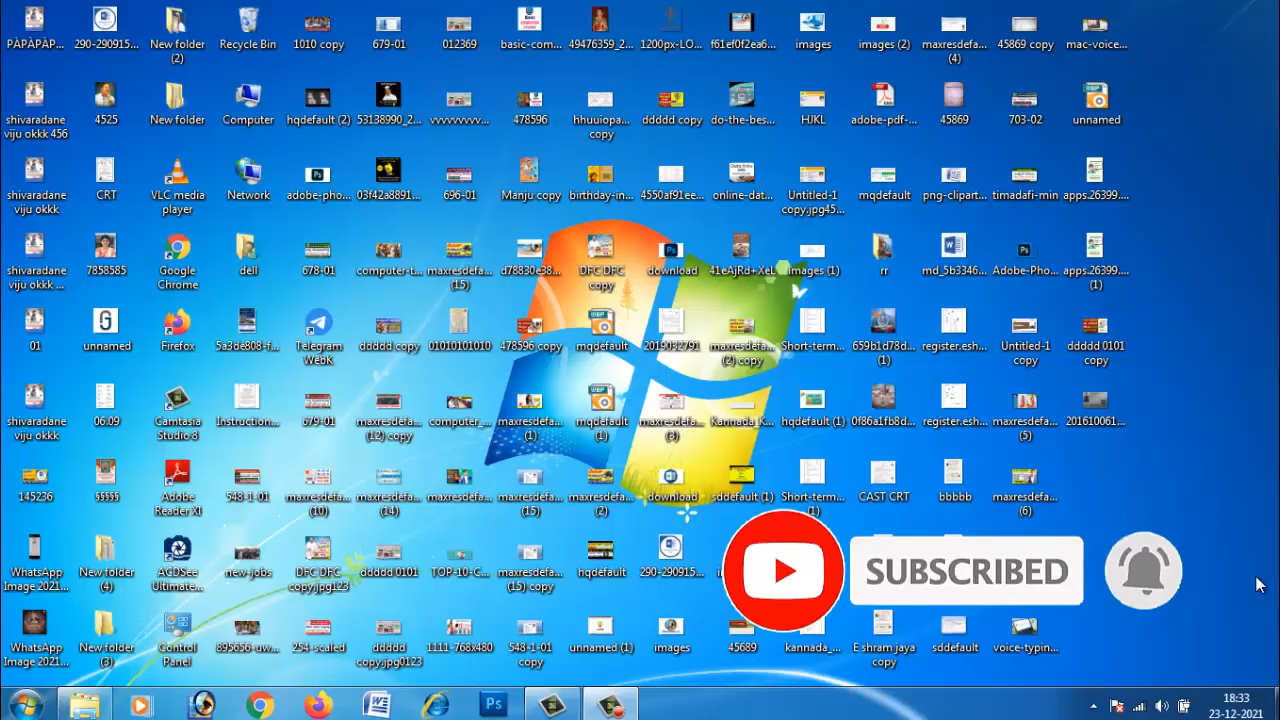 PÀPÀPÀP...
290-290915...
New folder
(2)
Recycle Bin
1010 copy
679-01
012369
basic-com...
49476359_2...
1200px-LO...
f61ef0f2ea6...
images
images (2)
maxresdefa...
(4)
45869 copy
mac-voice...
shivaradane
viju okkk 456
4525
New folder
Computer
hqdefault (2)
53138990_2...
vvvvvvvvv...
478596
hhuuiopa...
copy
ddddd copy
do-the-bes...
HJKL
adobe-pdf-...
45869
703-02
unnamed
shivaradane
viju okkk
CRT
VLC media
player
Network
adobe-pho...
03f42a8891...
696-01
Manju copy
birthday-in...
4550af91ee...
online-dat...
Untitled-1
copy.jpg45...
mqdefault
png-clipart...
timadafi-min
apps.26399....
shivaradane
viju okkk ...
7858585
Google
Chrome
dell
678-01
computer-t...
maxresdefa...
(15)
d78830e38...
DFC DFC
copy
download
41eAjRd+XeL
images (1)
rr
md_5b3346...
Adobe-Pho...
apps.26399....
(1)
01
unnamed
Firefox
5a3de808-f...
Telegram
WebK
ddddd copy
01010101010
478596 copy
mqdefault
2019032791
maxresdefa...
(2) copy
Short-term...
659b1d78d...
(1)
register.esh...
Untitled-1
copy
ddddd 0101
copy
shivaradane
viju okkk
06:09
Camtasia
Studio 8
Instruction...
679-01
maxresdefa...
(12) copy
computer_...
maxresdefa...
(1)
mqdefault
(1)
maxresdefa...
(3)
Kannada_K...
hqdefault (1)
0f86a1fb8d...
register.esh...
maxresdefa...
(5)
201610061...
145236
§§§§§
Adobe
Reader XI
548-1-01
maxresdefa...
(10)
maxresdefa...
(14)
maxresdefa...
maxresdefa...
(15)
maxresdefa...
(2)
download
sddefault (1)
Short-term...
(1)
CAST CRT
bbbbb
maxresdefa...
(6)
WhatsApp
Image 2021...
New folder
(4)
ACDSee
Ultimate...
new-jobs
DFC DFC
copy.jpg123
ddddd 0101
TOP-10-C...
maxresdefa...
(15) copy
hqdefault
290-290915...
SUBSCRIBED
WhatsApp
Image 2021...
New folder
(3)
Control
Panel
895656-uw...
254-scaled
ddddd
copy.jpg0123
1111-768x480
548-1-01
copy
unnamed (1)
images
45689
kannada_...
E shram jaya
copy
sddefault
voice-typin...
Ps
18:33
23-12-2021